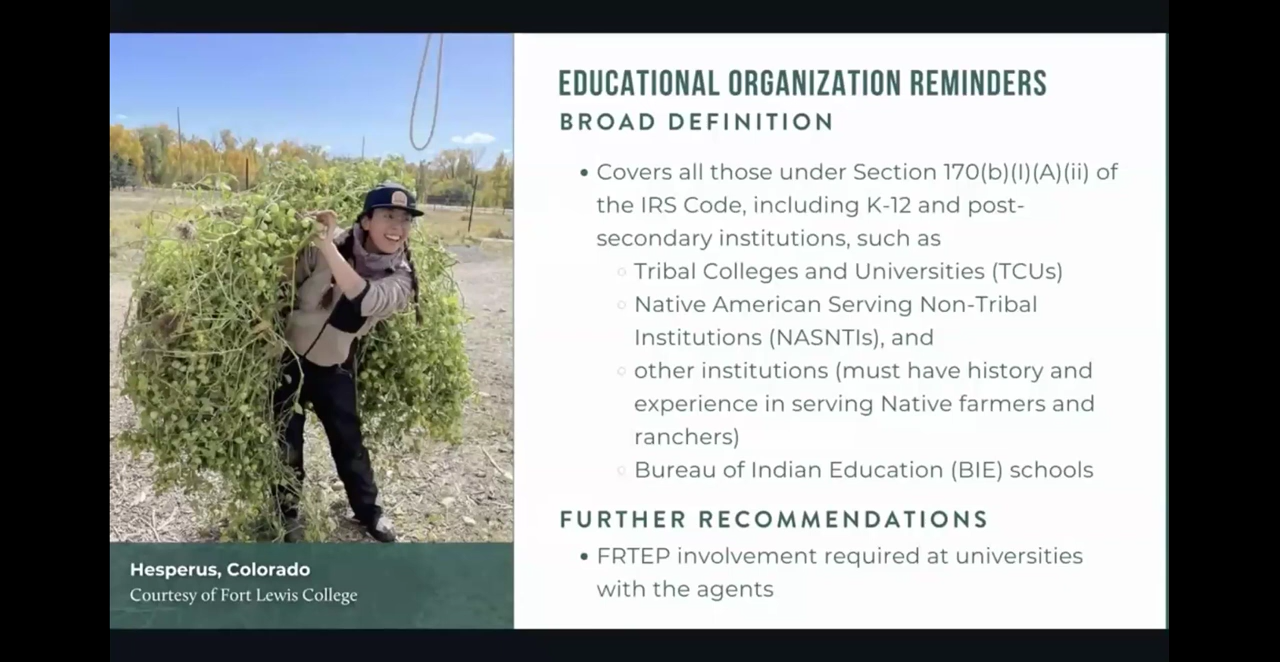 EDUCATIONAL ORGANIZATION REMINDERS
BROAD DEFINITION
• Covers all those under Section 170(b)(I)(A)(ii) of
the IRS Code, including K-12 and post-
secondary institutions, such as
○ Tribal Colleges and Universities (TCUs)
○ Native American Serving Non-Tribal
Institutions (NASNTIs), and
○ other institutions (must have history and
experience in serving Native farmers and
ranchers)
○ Bureau of Indian Education (BIE) schools
FURTHER RECOMMENDATIONS
• FRTEP involvement required at universities
with the agents
Hesperus, Colorado
Courtesy of Fort Lewis College